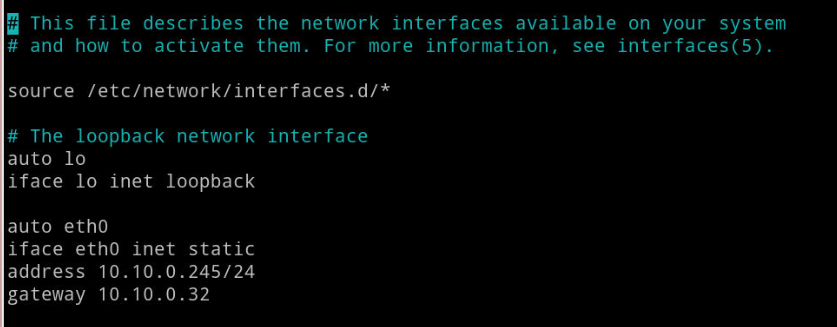 # This file describes the network interfaces available on your system
# and how to activate them. For more information, see interfaces(5).
source /etc/network/interfaces.d/*
# The loopback network interface
auto lo
iface lo inet loopback
auto eth0
iface eth0 inet static
address 10.10.0.245/24
gateway 10.10.0.32